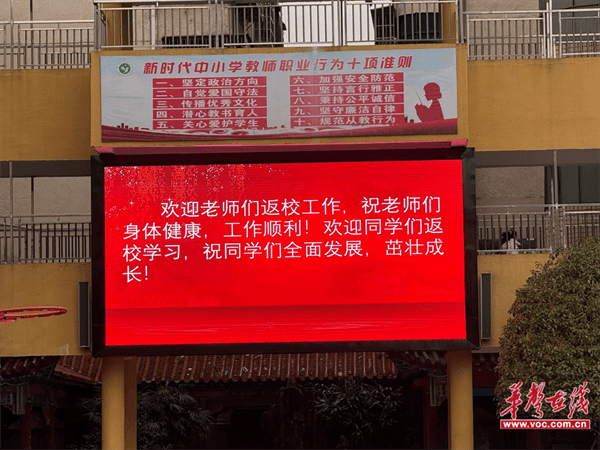 新时代中小学教师职业行为十项准则
一、坚定政治方向
二、自觉爱国守法
三、传播优秀文化
四、潜心教书育人
五、关心爱护学生
六、加强安全防范
七、坚持言行雅正
八、秉持公平诚信
九、坚守廉洁自律
十、规范从教行为
欢迎老师们返校工作，祝老师们
身体健康，工作顺利！欢迎同学们返
校学习，祝同学们全面发展，茁壮成
长！
华声在线
www.voc.com.cn